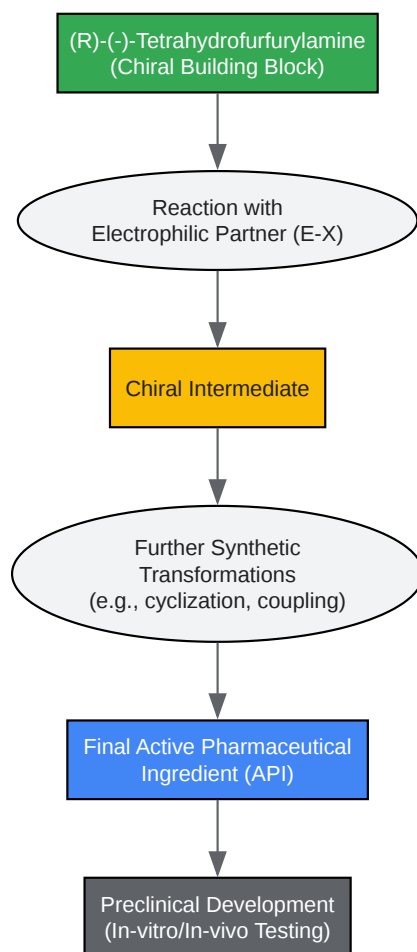 (R)-(-)-Tetrahydrofurfurylamine
(Chiral Building Block)
Reaction with
Electrophilic Partner (E-X)
Chiral Intermediate
Further Synthetic
Transformations
(e.g., cyclization, coupling)
Final Active Pharmaceutical
Ingredient (API)
Preclinical Development
(In-vitro/In-vivo Testing)